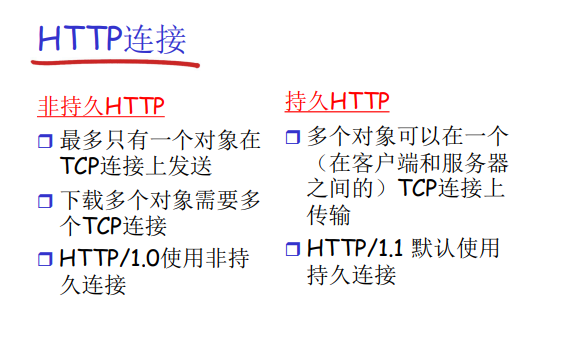 HTTP连接
非持久HTTP
最多只有一个对象在
TCP连接上发送
下载多个对象需要多
个TCP连接
HTTP/1.0使用非持
久连接
持久HTTP
多个对象可以在一个
（在客户端和服务器
之间的）TCP连接上
传输
HTTP/1.1 默认使用
持久连接